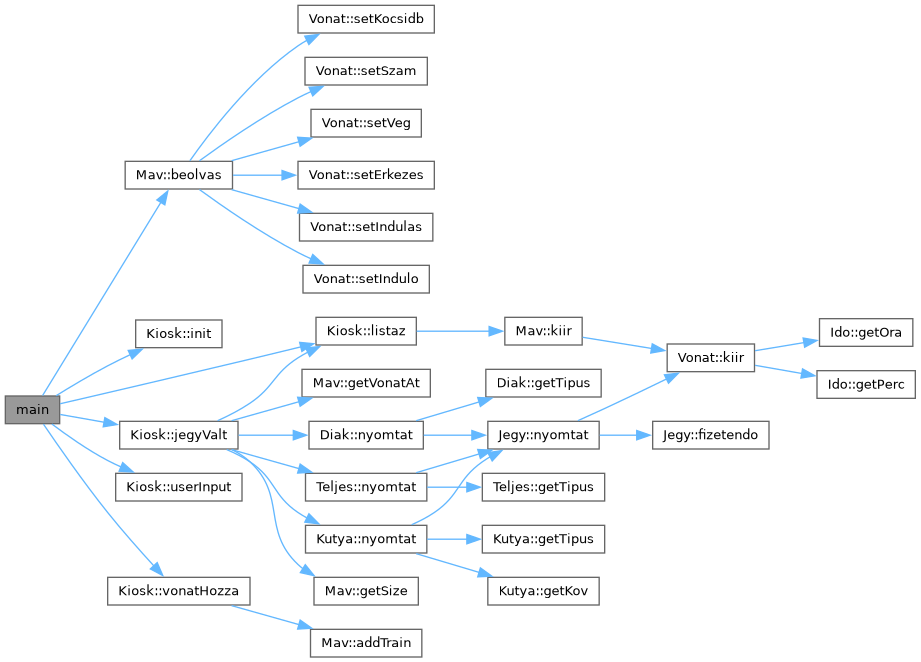 Vonat::setKocsidb
Vonat::setSzam
Vonat::setVeg
Mav::beolvas
Vonat::setErkezes
Vonat::setIndulas
Vonat::setIndulo
Kiosk::init
Kiosk::listaz
Mav::kiir
Ido::getOra
Vonat::kiir
Mav::getVonatAt
Diak::getTipus
Ido::getPerc
main
Kiosk::jegyValt
Diak::nyomtat
Jegy::nyomtat
Jegy::fizetendo
Kiosk::userInput
Teljes::nyomtat
Teljes::getTipus
Kutya::nyomtat
Kutya::getTipus
Kiosk::vonatHozza
Mav::getSize
Kutya::getKov
Mav::addTrain